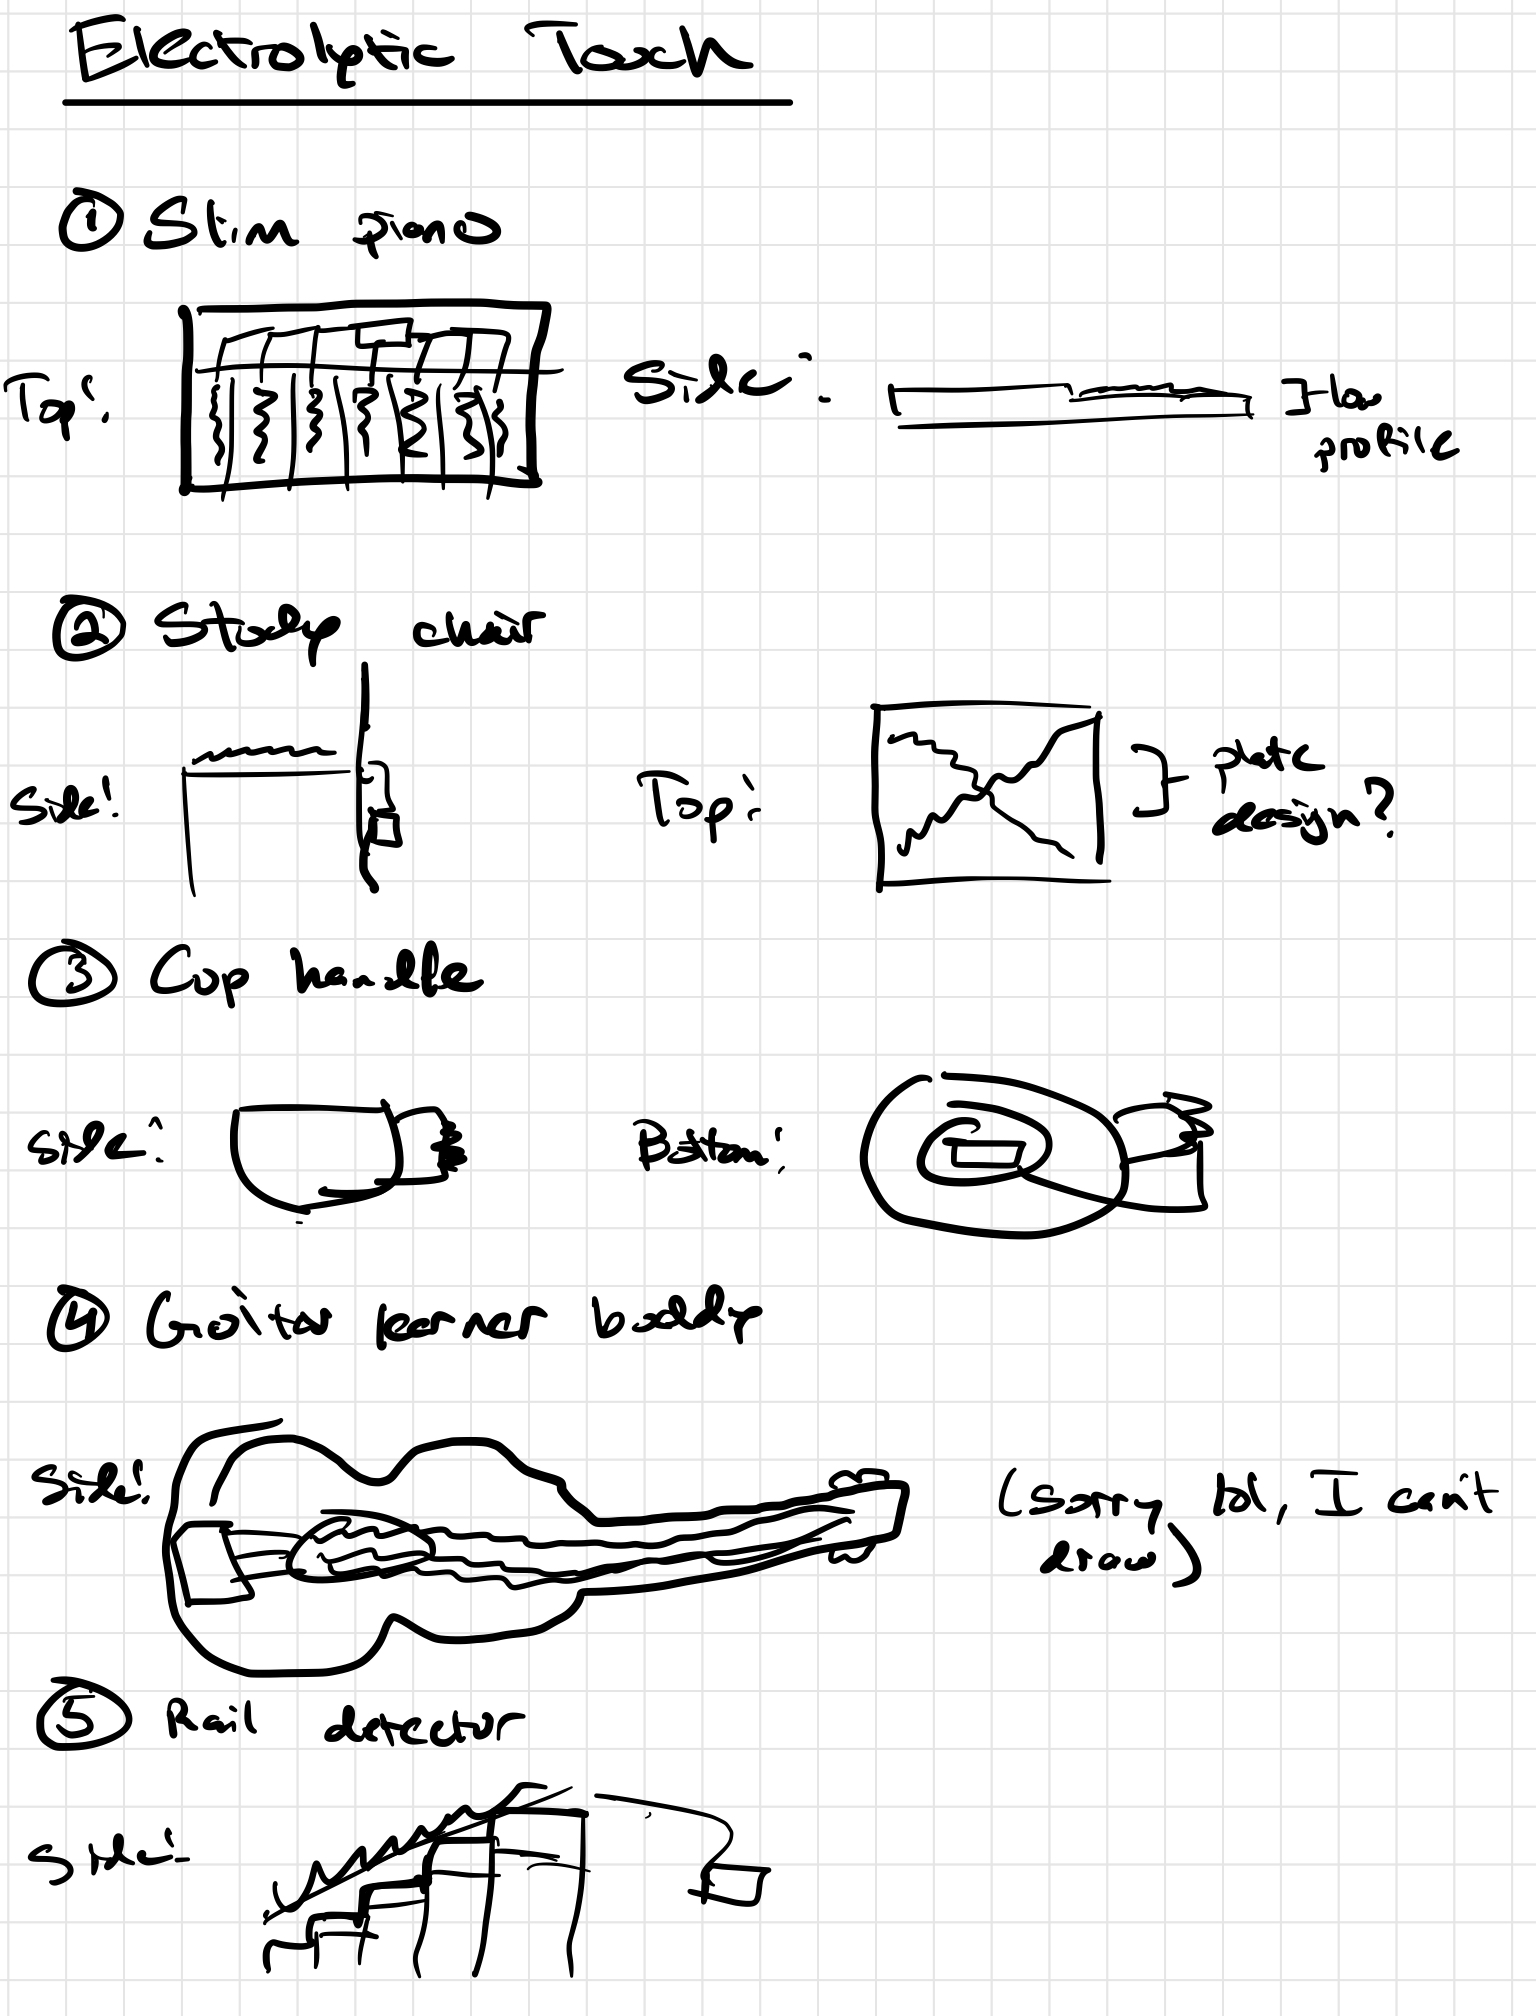 Electrolytic Touch
① Slim piano
Top:
Side:
low
profile
② Study chair
Side:
Top:
plate
design?
③ Cup handle
Side:
Bottom:
④ Guitar learner body
Side:
(sorry lol, I can't
draw)
⑤ Rail detector
Side: